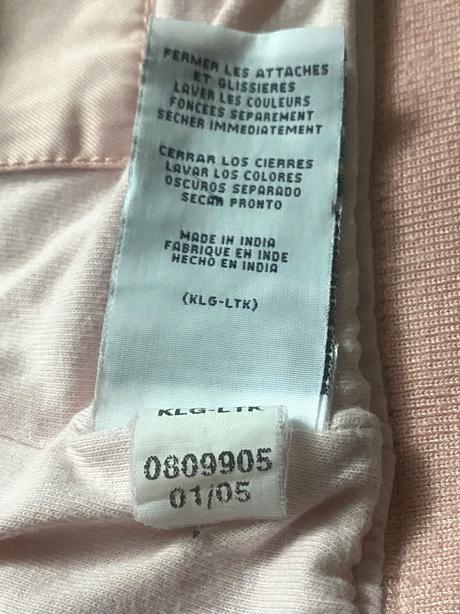 FERMER LES ATTACHES
ET GLISSIERES
LAVER LES COULEURS
FONCEES SEPAREMENT
SECHER IMMEDIATEMENT
CERRAR LOS CIERRES
LAVAR LOS COLORES
OSCUROS SEPARADO
SECAR PRONTO
MADE IN INDIA
FABRIQUE EN INDE
HECHO EN INDIA
(KLG-LTK)
KLG-LTK
0609905
01/05